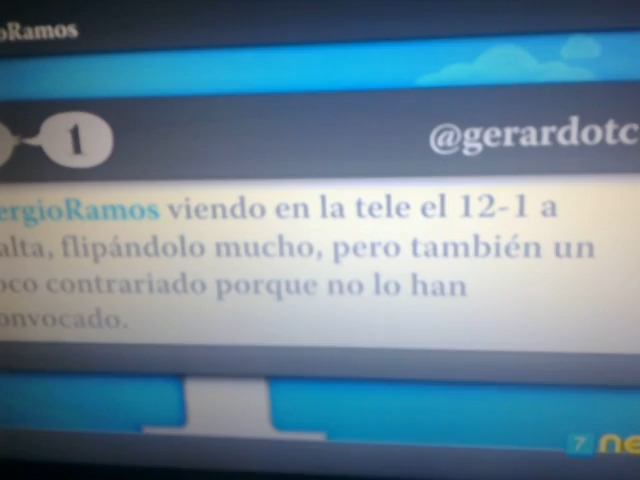 oRamos
1
@gerardotc
ergioRamos viendo en la tele el 12-1 a
alta, flipándolo mucho, pero también un
oco contrariado porque no lo han
onvocado.
7 ne